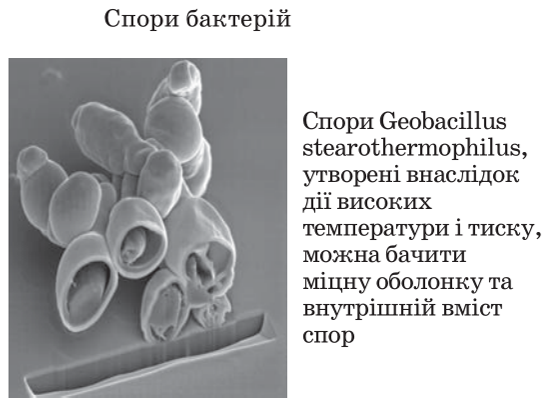 Спори бактерій
Спори Geobacillus
stearothermophilus,
утворені внаслідок
дії високих
температури і тиску,
можна бачити
міцну оболонку та
внутрішній вміст
спор